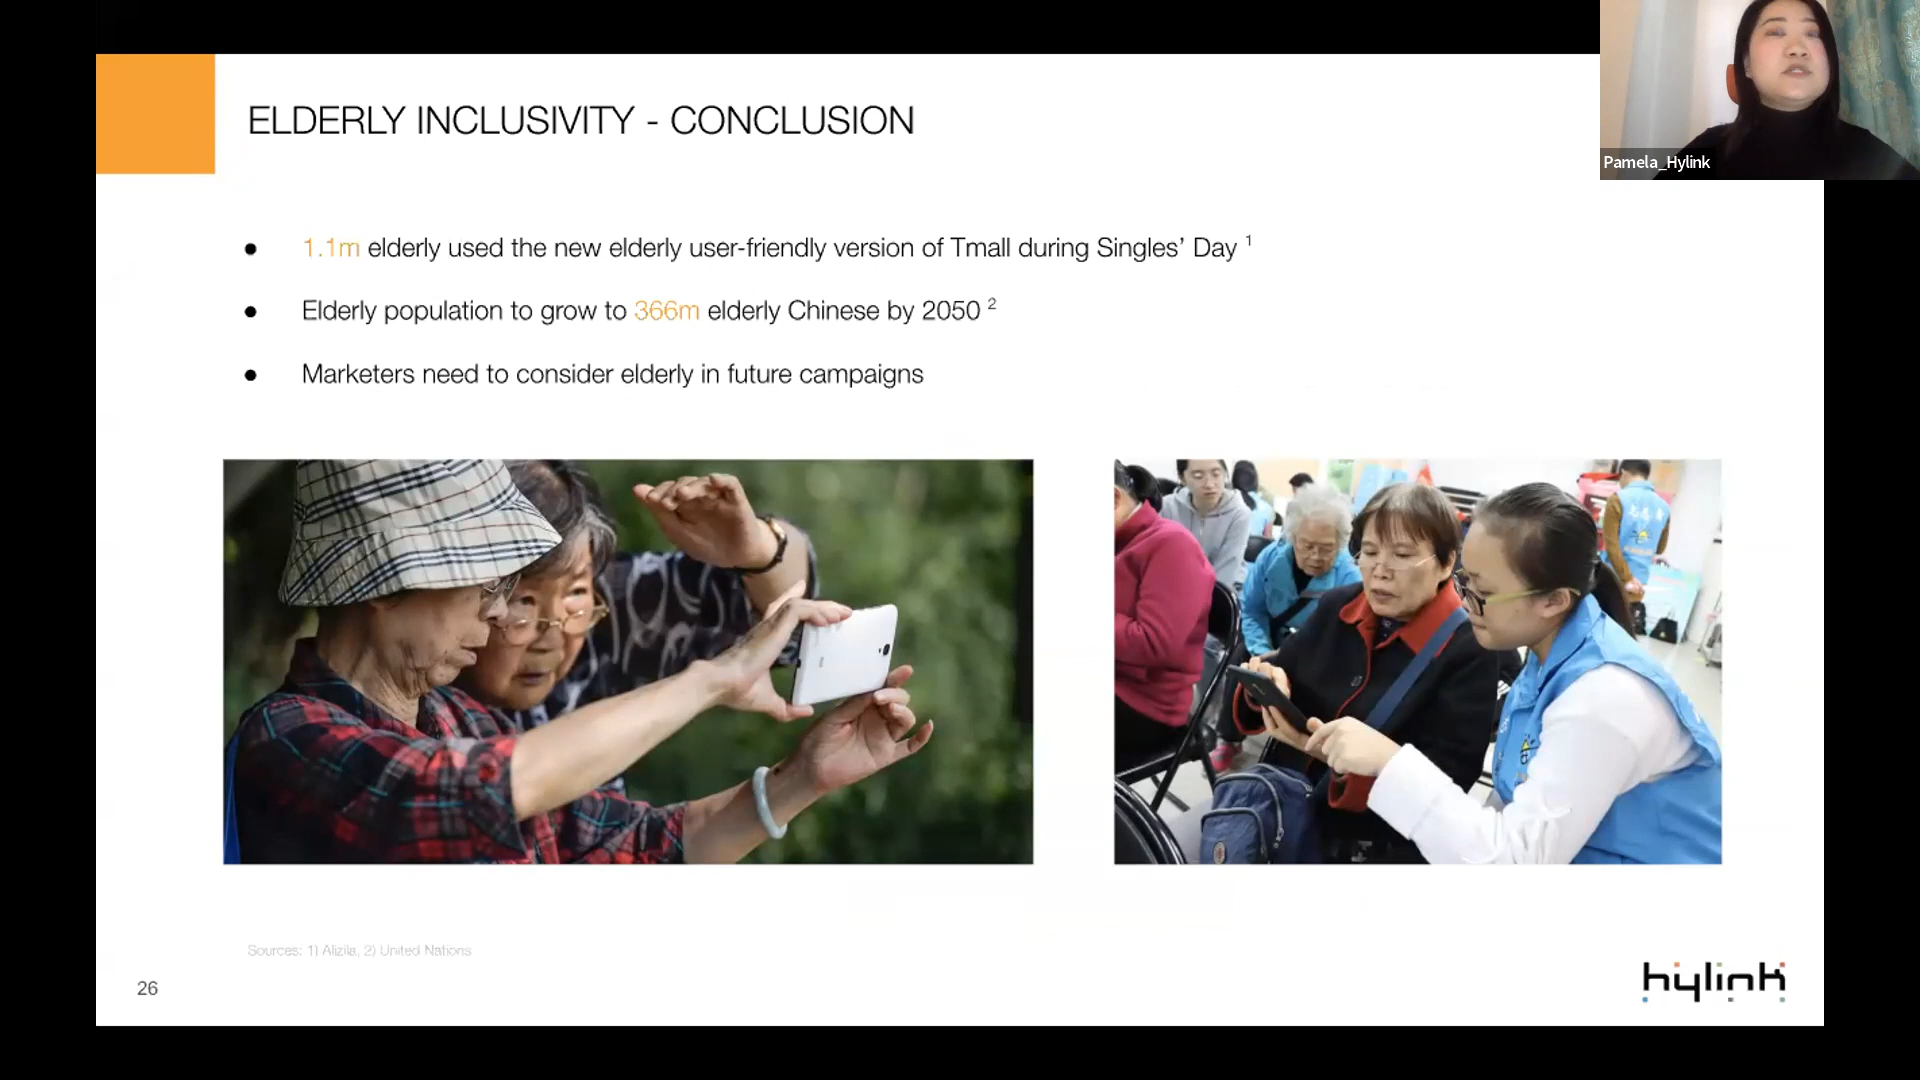 Pamela_Hylink
ELDERLY INCLUSIVITY - CONCLUSION
● 1.1m elderly used the new elderly user-friendly version of Tmall during Singles’ Day 1
● Elderly population to grow to 366m elderly Chinese by 2050 2
● Marketers need to consider elderly in future campaigns
Sources: 1) Alizila, 2) United Nations
26
hylink